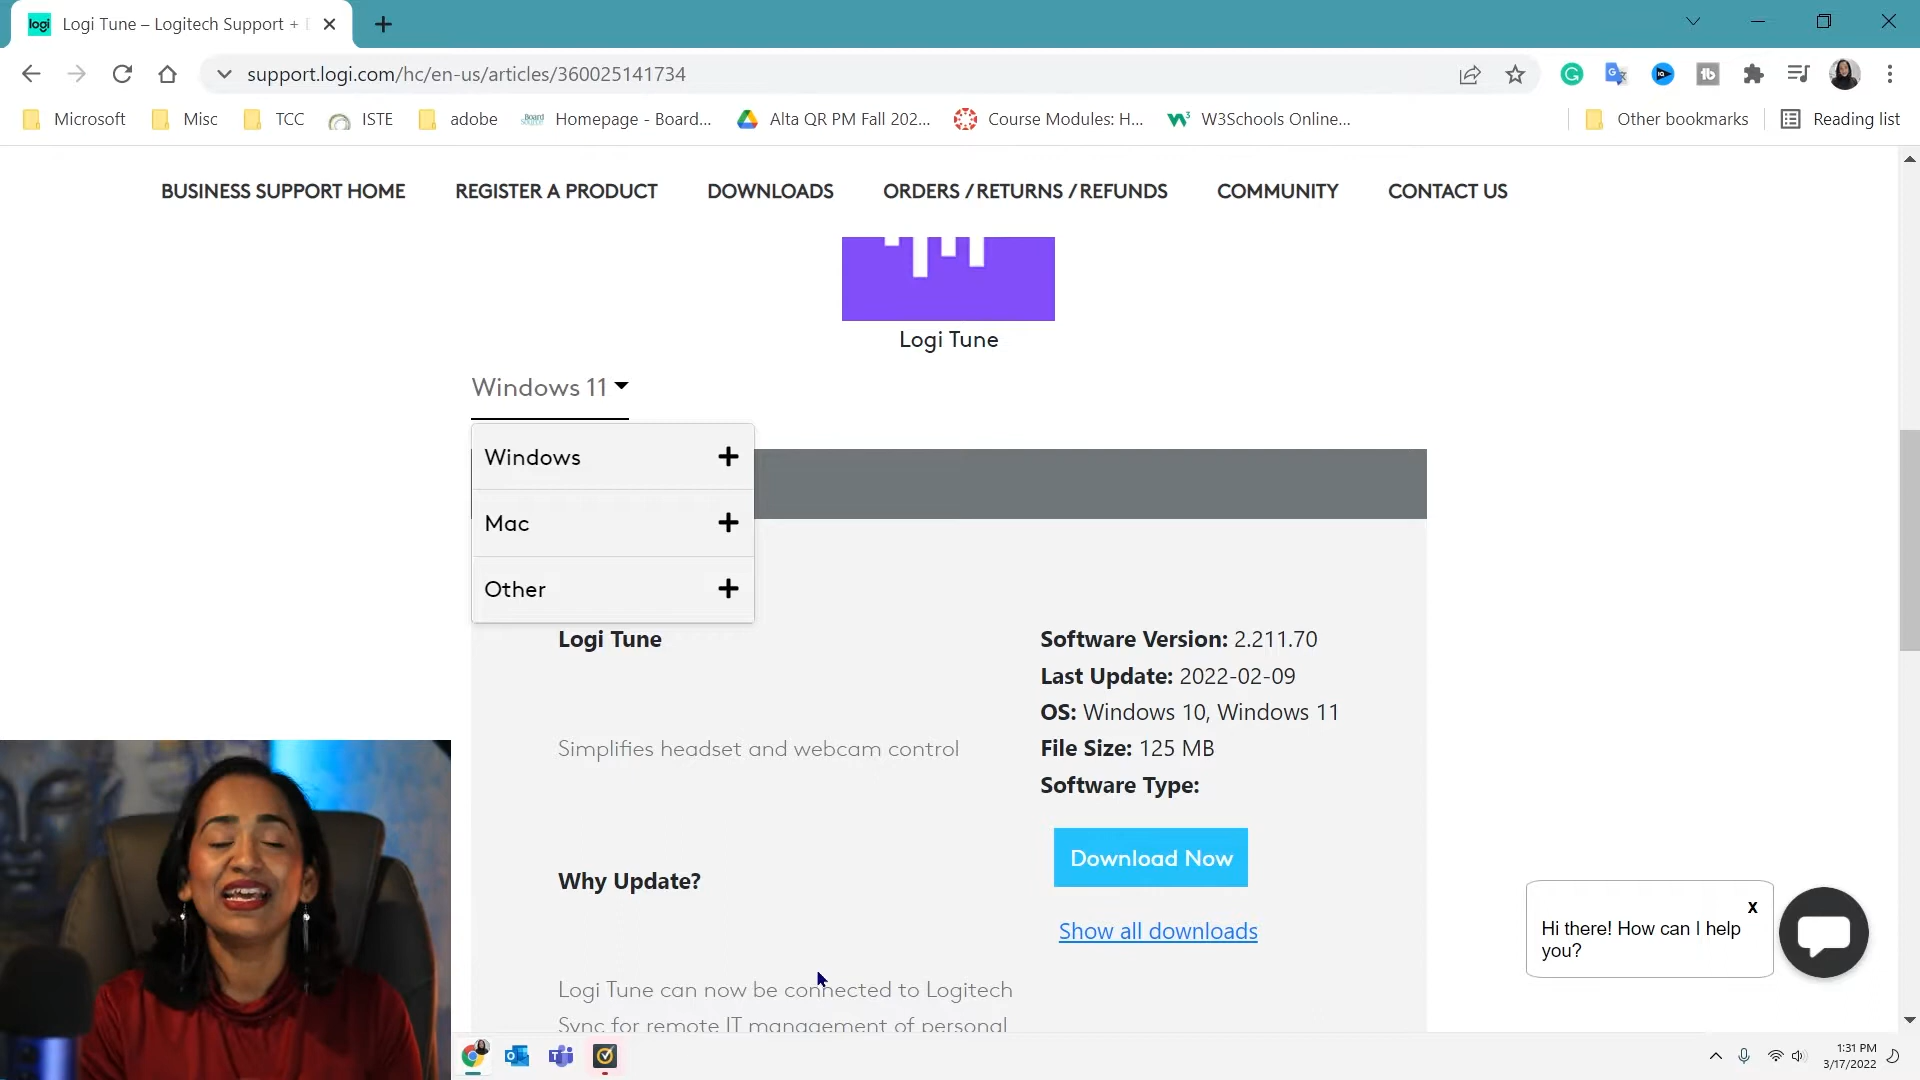 logi Logi Tune – Logitech Support +
support.logi.com/hc/en-us/articles/360025141734
Microsoft Misc TCC ISTE adobe Homepage - Board... Alta QR PM Fall 202... Course Modules: H... W3Schools Online... Other bookmarks Reading list
BUSINESS SUPPORT HOME REGISTER A PRODUCT DOWNLOADS ORDERS / RETURNS / REFUNDS COMMUNITY CONTACT US
Logi Tune
Windows 11
Windows +
Mac +
Other +
Logi Tune
Simplifies headset and webcam control
Why Update?
Logi Tune can now be connected to Logitech
Sync for remote IT management of personal
Software Version: 2.211.70
Last Update: 2022-02-09
OS: Windows 10, Windows 11
File Size: 125 MB
Software Type:
Download Now
Show all downloads
x
Hi there! How can I help
you?
1:31 PM
3/17/2022